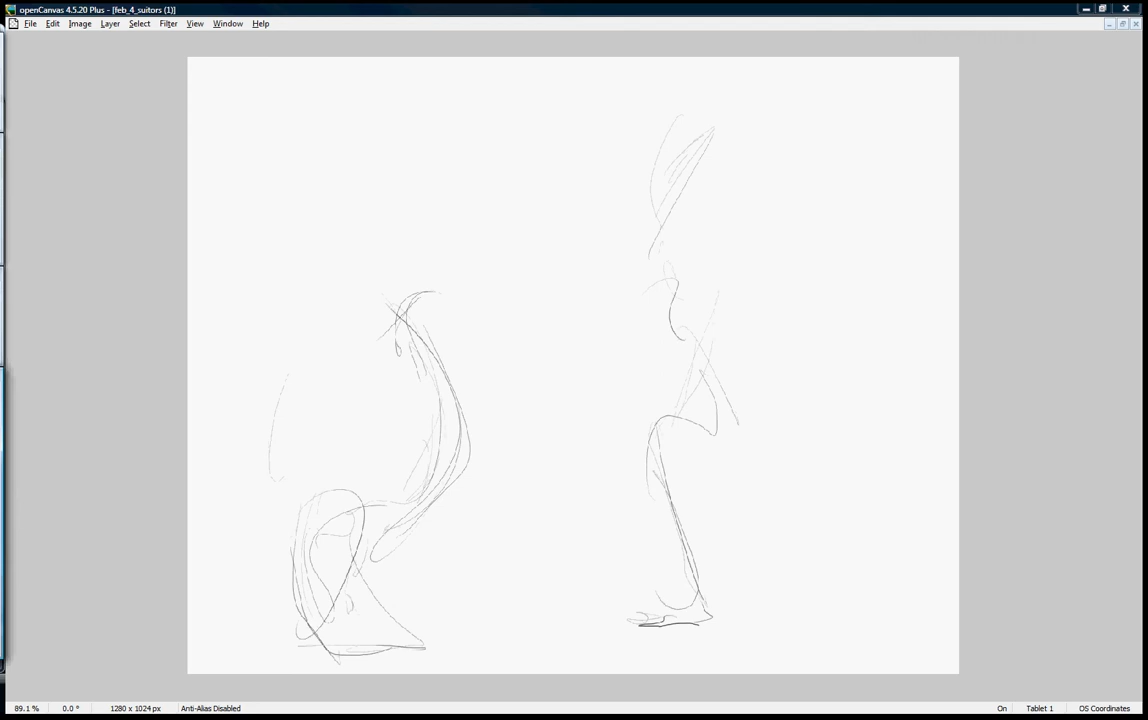 openCanvas 4.5.20 Plus - [feb_4_suitors (1)]
File Edit Image Layer Select Filter View Window Help
89.1 % 0.0 ° 1280 x 1024 px Anti-Alias Disabled On Tablet 1 OS Coordinates